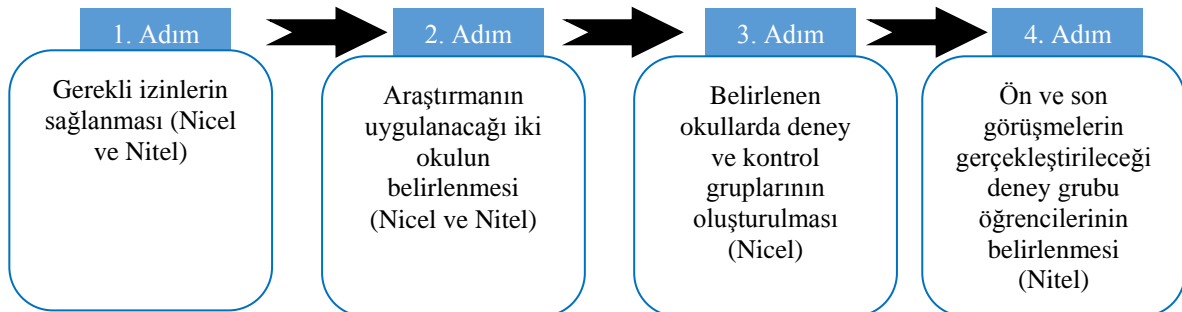 1. Adım
Gerekli izinlerin
sağlanması (Nicel
ve Nitel)
2. Adım
Araştırmanın
uygulanacağı iki
okulun
belirlenmesi
(Nicel ve Nitel)
3. Adım
Belirlenen
okullarda deney
ve kontrol
gruplarının
oluşturulması
(Nicel)
4. Adım
Ön ve son
görüşmelerin
gerçekleştirileceği
deney grubu
öğrencilerinin
belirlenmesi
(Nitel)